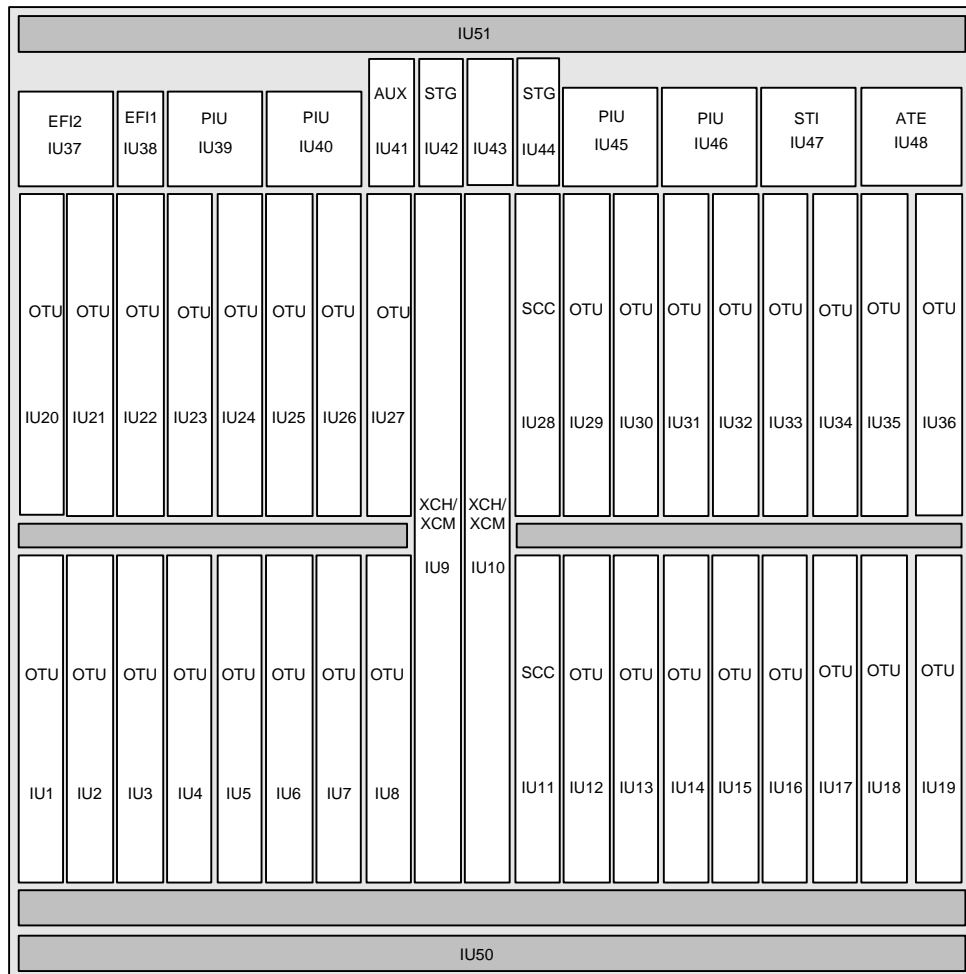 IU51
EFI2
IU37
EFI1
IU38
PIU
IU39
PIU
IU40
AUX
IU41
STG
IU42
IU43
STG
IU44
PIU
IU45
PIU
IU46
STI
IU47
ATE
IU48
OTU
IU20
OTU
IU21
OTU
IU22
OTU
IU23
OTU
IU24
OTU
IU25
OTU
IU26
OTU
IU27
XCH/
XCM
IU9
XCH/
XCM
IU10
SCC
IU28
OTU
IU29
OTU
IU30
OTU
IU31
OTU
IU32
OTU
IU33
OTU
IU34
OTU
IU35
OTU
IU36
OTU
IU1
OTU
IU2
OTU
IU3
OTU
IU4
OTU
IU5
OTU
IU6
OTU
IU7
OTU
IU8
SCC
IU11
OTU
IU12
OTU
IU13
OTU
IU14
OTU
IU15
OTU
IU16
OTU
IU17
OTU
IU18
OTU
IU19
IU50